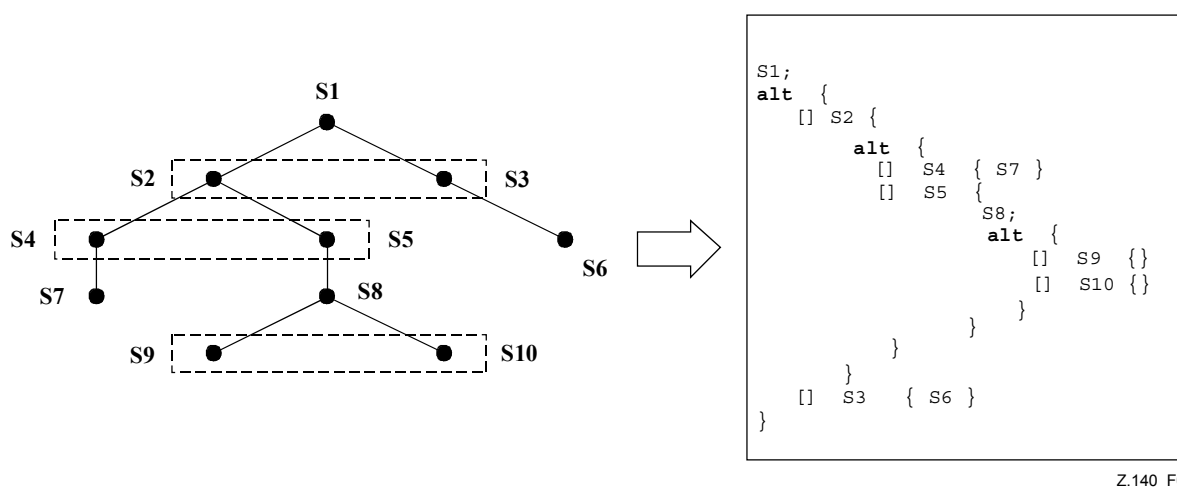 S1
S2
S3
S4
S5
S6
S7
S8
S9
S10
S1;
alt {
[] S2 {
alt {
[] S4 { S7 }
[] S5 {
S8;
alt {
[] S9 {}
[] S10 {}
}
}
}
}
[] S3 { S6 }
}
Z.140_F